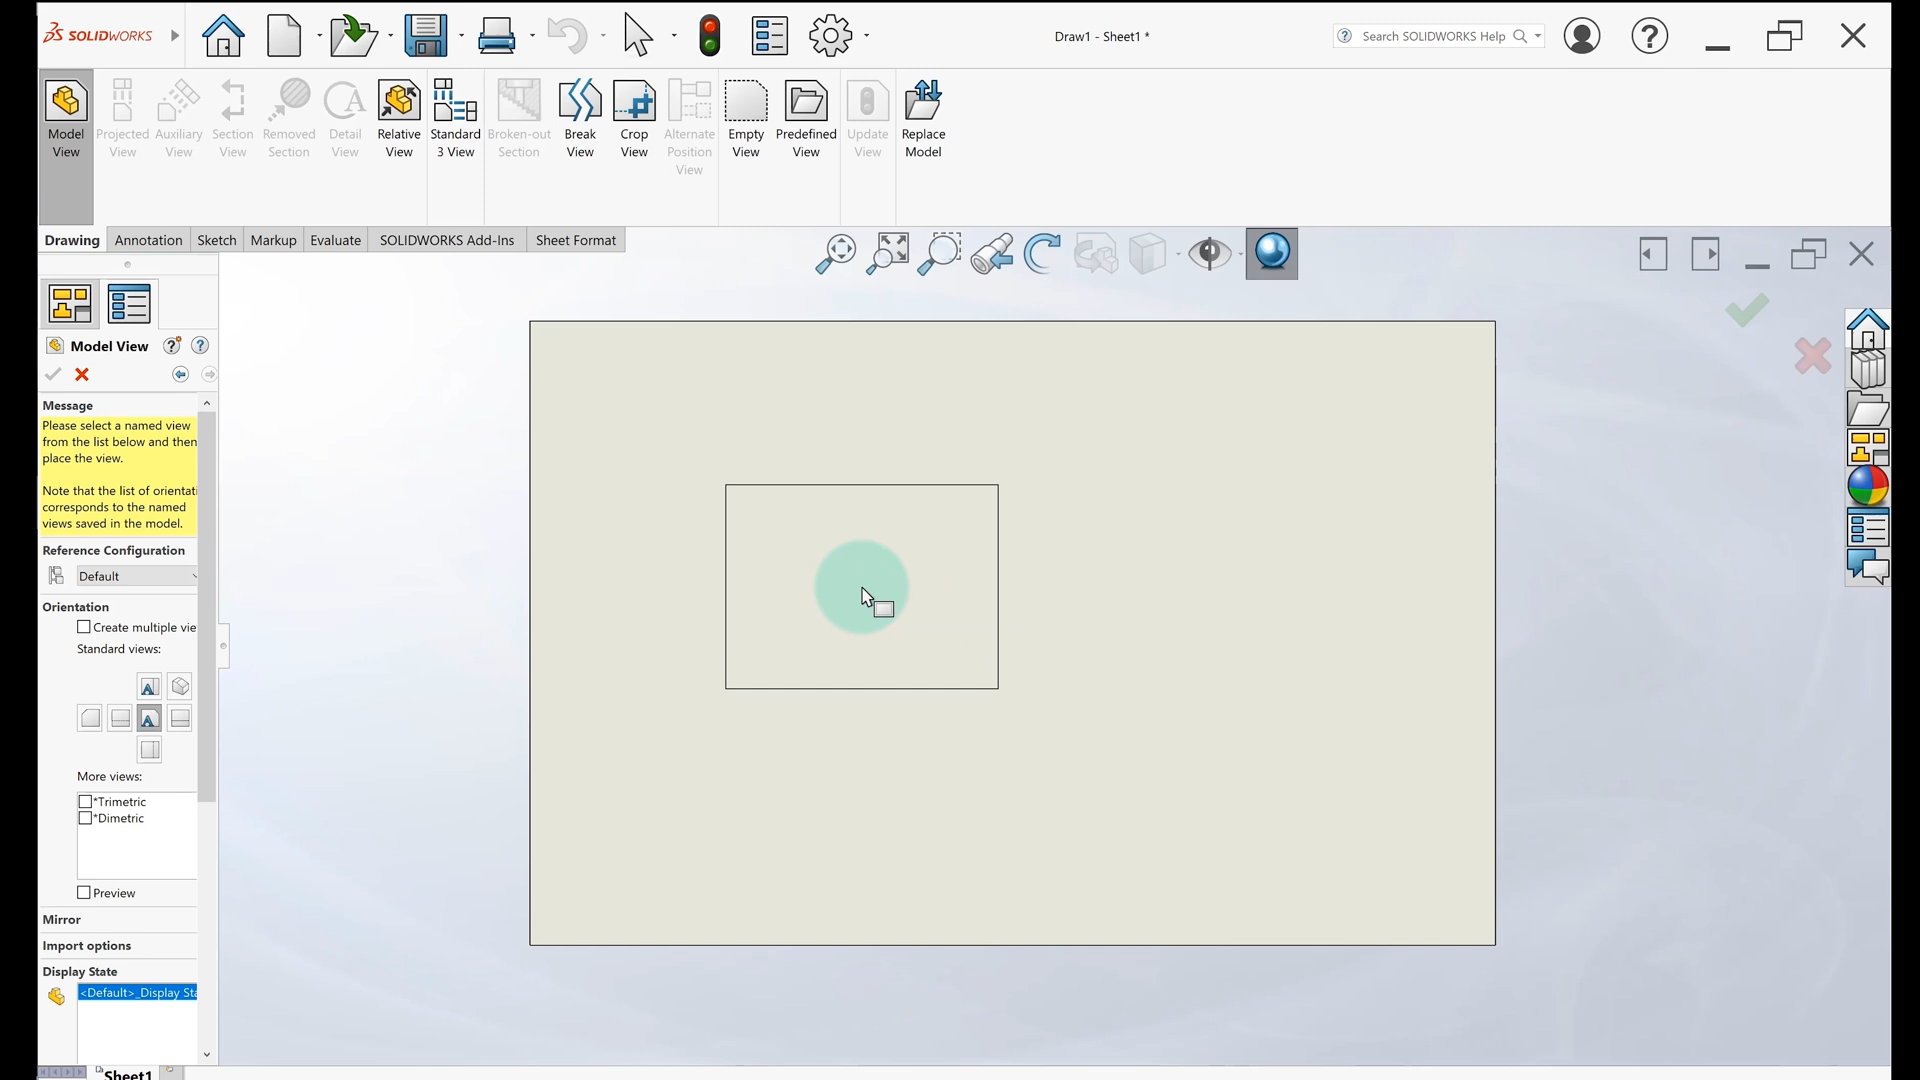 SOLIDWORKS
Draw1 - Sheet1 *
Search SOLIDWORKS Help
Model View
Projected View
Auxiliary View
Section View
Removed Section
Detail View
Relative View
Standard 3 View
Broken-out Section
Break View
Crop View
Alternate Position View
Empty View
Predefined View
Update View
Replace Model
Drawing
Annotation
Sketch
Markup
Evaluate
SOLIDWORKS Add-Ins
Sheet Format
Model View
Message
Please select a named view
from the list below and then
place the view.
Note that the list of orientati
corresponds to the named
views saved in the model.
Reference Configuration
Default
Orientation
Create multiple vie
Standard views:
More views:
*Trimetric
*Dimetric
Preview
Mirror
Import options
Display State
<Default>_Display Sta
Sheet1